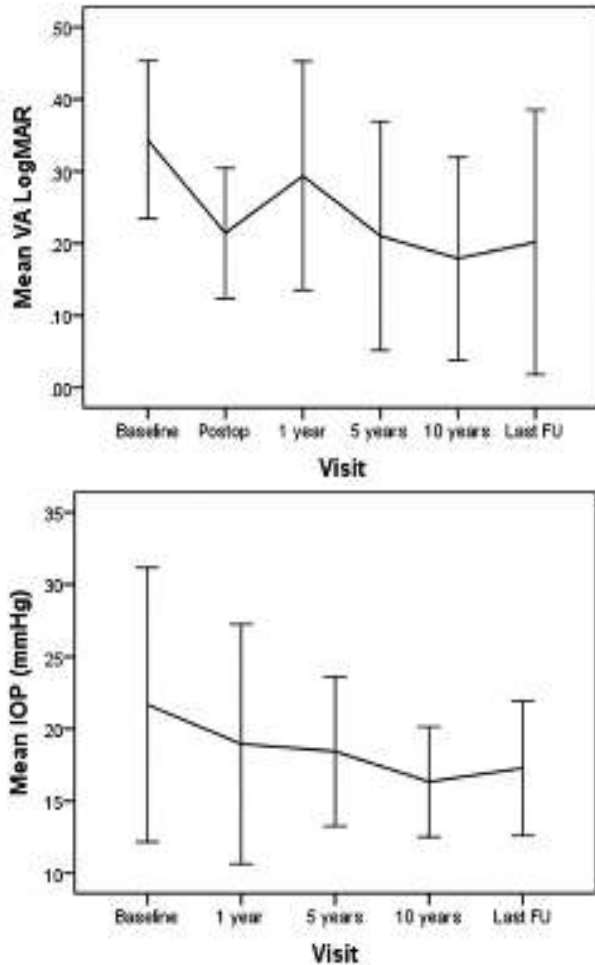 .50
.40
.30
.20
.10
.00
Mean VA LogMAR
Baseline Postop 1 year 5 years 10 years Last FU
Visit
35
30
25
20
15
10
Mean IOP (mmHg)
Baseline 1 year 5 years 10 years Last FU
Visit